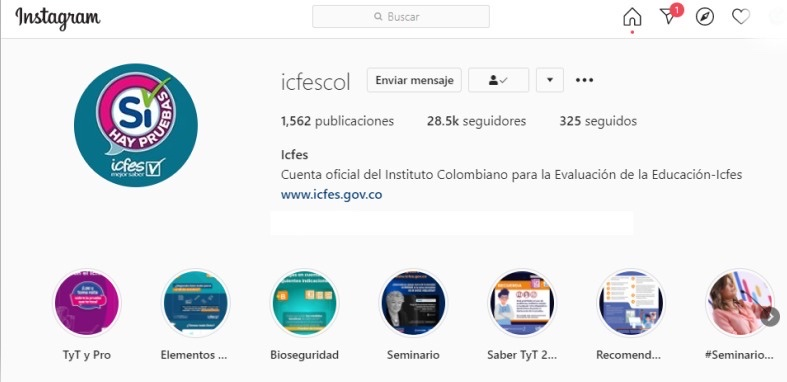 Instagram
Buscar
1
icfescol
Enviar mensaje
1,562 publicaciones
28.5k seguidores
325 seguidos
Sí
HAY PRUEBAS
icfes
mejor saber
Icfes
Cuenta oficial del Instituto Colombiano para la Evaluación de la Educación-Icfes
www.icfes.gov.co
TyT y Pro
Elementos ...
Bioseguridad
Seminario
Saber TyT 2...
Recomend...
#Seminario...